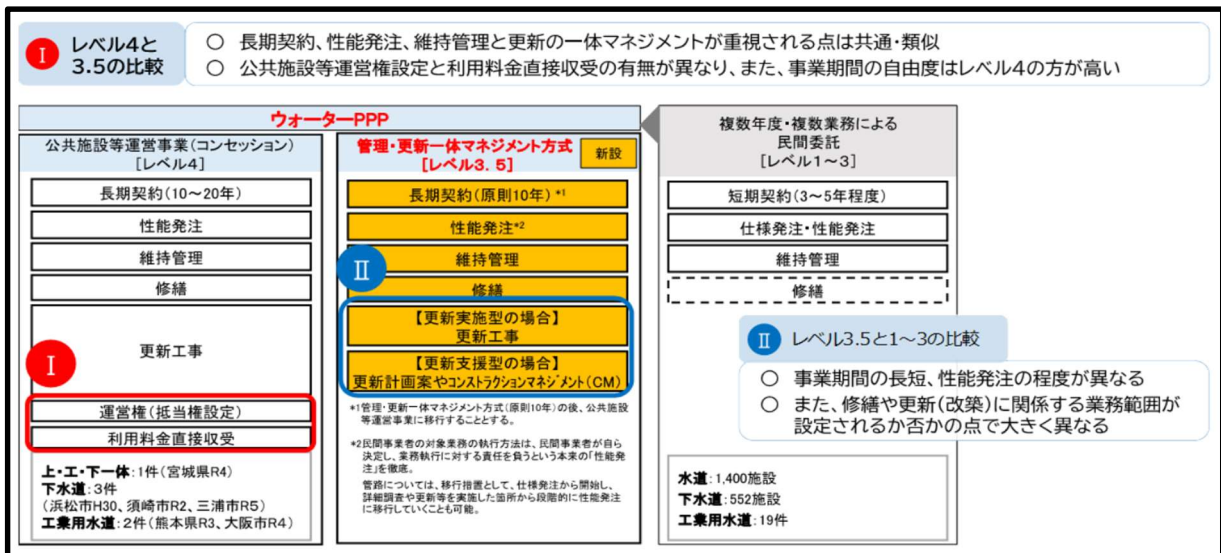 Ⅰ
レベル4と
3.5の比較
○ 長期契約、性能発注、維持管理と更新の一体マネジメントが重視される点は共通・類似
○ 公共施設等運営権設定と利用料金直接収受の有無が異なり、また、事業期間の自由度はレベル4の方が高い
ウォーターPPP
公共施設等運営事業(コンセッション)
[レベル4]
長期契約(10～20年)
性能発注
維持管理
修繕
更新工事
Ⅰ
運営権(抵当権設定)
利用料金直接収受
上・工・下一体:1件(宮城県R4)
下水道:3件
(浜松市H30、須崎市R2、三浦市R5)
工業用水道:2件(熊本県R3、大阪市R4)
管理・更新一体マネジメント方式
[レベル3.5]
新設
長期契約(原則10年) *1
性能発注*2
維持管理
Ⅱ
修繕
【更新実施型の場合】
更新工事
【更新支援型の場合】
更新計画案やコンストラクションマネジメント(CM)
*1管理・更新一体マネジメント方式(原則10年)の後、公共施設
等運営事業に移行することとする。
*2民間事業者の対象業務の執行方法は、民間事業者が自ら
決定し、業務執行に対する責任を負うという本来の「性能発
注」を徹底。
管路については、移行措置として、仕様発注から開始し、
詳細調査や更新等を実施した箇所から段階的に性能発注
に移行していくことも可能。
複数年度・複数業務による
民間委託
[レベル1～3]
短期契約(3～5年程度)
仕様発注・性能発注
維持管理
修繕
Ⅱ レベル3.5と1～3の比較
○ 事業期間の長短、性能発注の程度が異なる
○ また、修繕や更新(改築)に関係する業務範囲が
設定されるか否かの点で大きく異なる
水道:1,400施設
下水道:552施設
工業用水道:19件